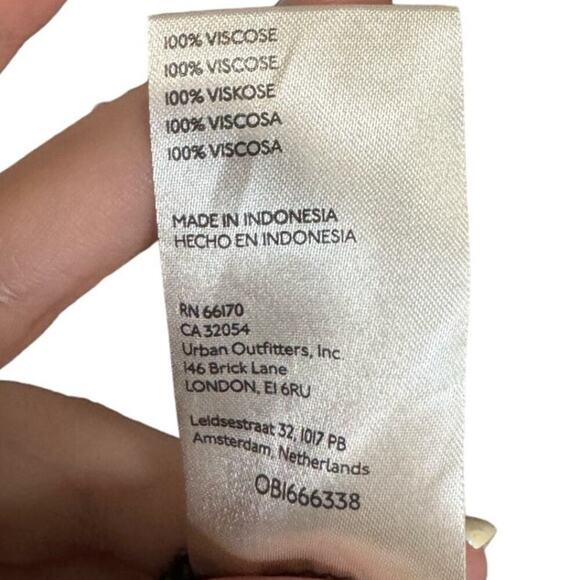 100% VISCOSE
100% VISCOSE
100% VISKOSE
100% VISCOSA
100% VISCOSA
MADE IN INDONESIA
HECHO EN INDONESIA
RN 66170
CA 32054
Urban Outfitters, Inc.
146 Brick Lane
LONDON, E1 6RU
Leidsestraat 32, 1017 PB
Amsterdam, Netherlands
OB1666338